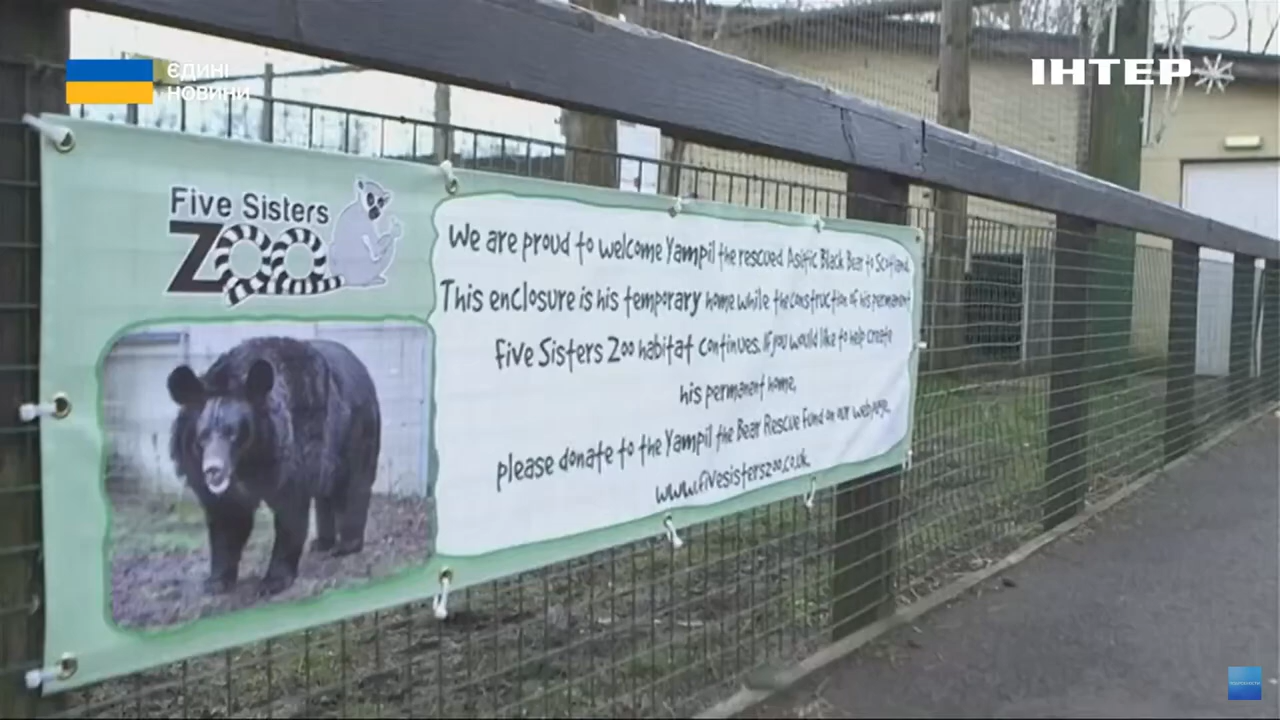 ЄДИНІ
НОВИНИ
ІНТЕР
Five Sisters
ZOO
We are proud to welcome Yampil the rescued Asiatic Black Bear to Scotland.
This enclosure is his temporary home while the construction of his permanent
Five Sisters Zoo habitat continues. If you would like to help create
his permanent home,
please donate to the Yampil the Bear Rescue Fund on our webpage,
www.fivesisterszoo.co.uk.